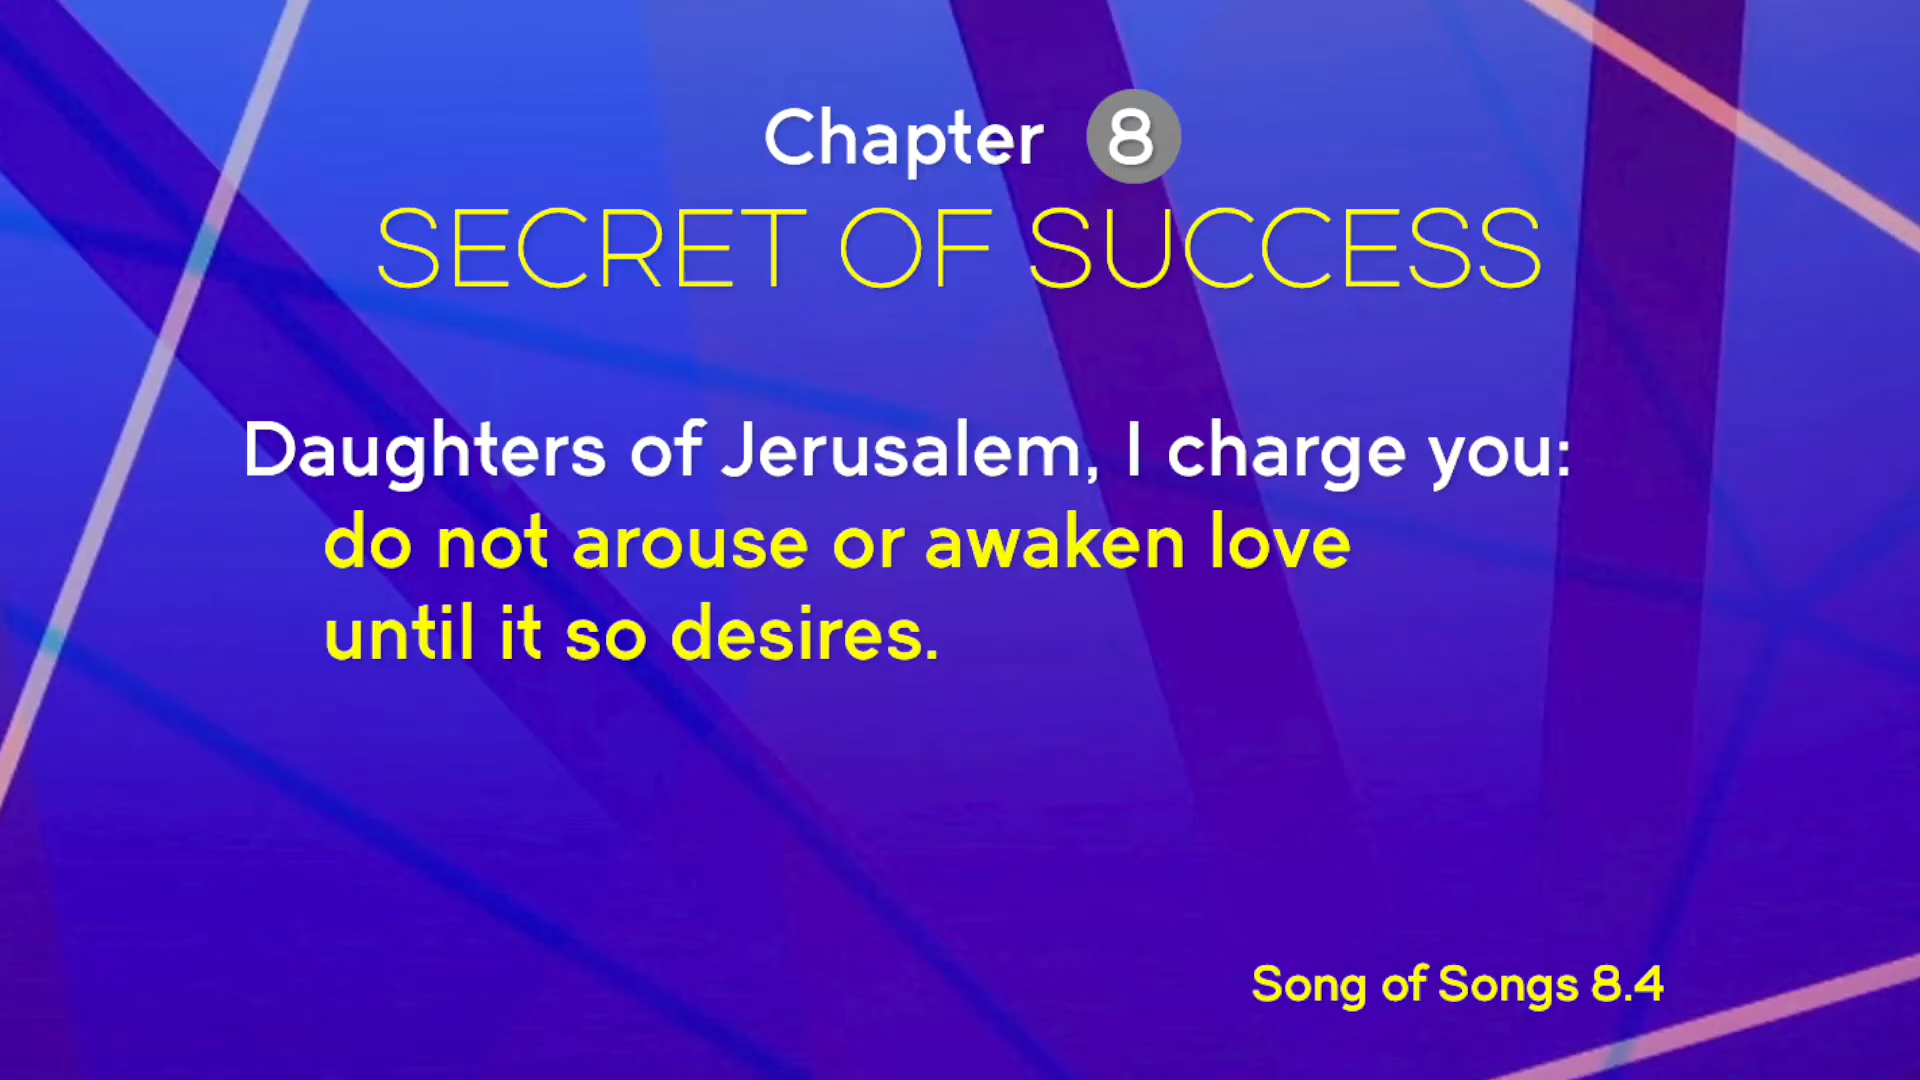 Chapter 8
SECRET OF SUCCESS
Daughters of Jerusalem, I charge you:
do not arouse or awaken love
until it so desires.
Song of Songs 8.4